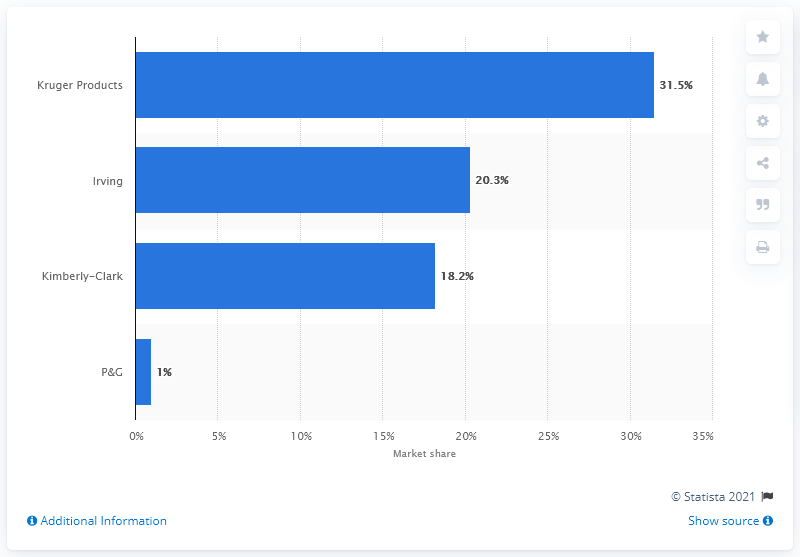 Kruger Products
31.5%
Irving
20.3%
Kimberly-Clark
18.2%
P&G
1%
0% 5% 10% 15% 20% 25% 30% 35%
Market share
© Statista 2021
Additional Information
Show source